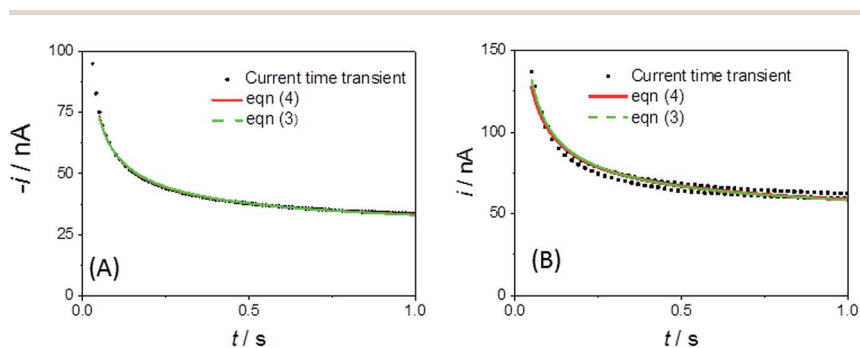 100
75
50
25
0
-i / nA
Current time transient
eqn (4)
eqn (3)
(A)
0.0
0.5
1.0
t / s
150
100
50
0
i / nA
Current time transient
eqn (4)
eqn (3)
(B)
0.0
0.5
1.0
t / s